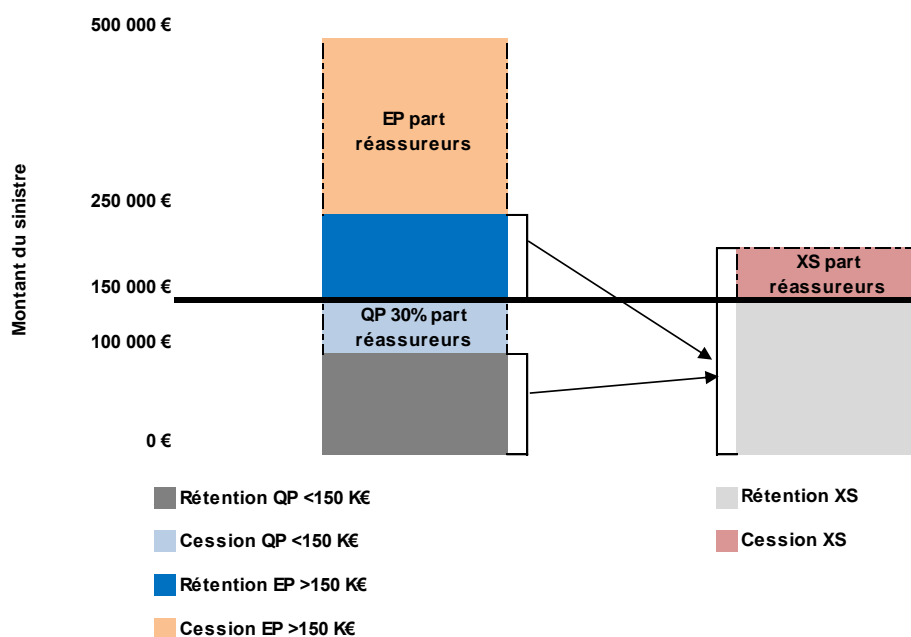 500 000 €
EP part
réassureurs
Montant du sinistre
250 000 €
XS part
réassureurs
150 000 €
QP 30% part
réassureurs
100 000 €
0 €
Rétention QP <150 K€
Rétention XS
Cession QP <150 K€
Cession XS
Rétention EP >150 K€
Cession EP >150 K€